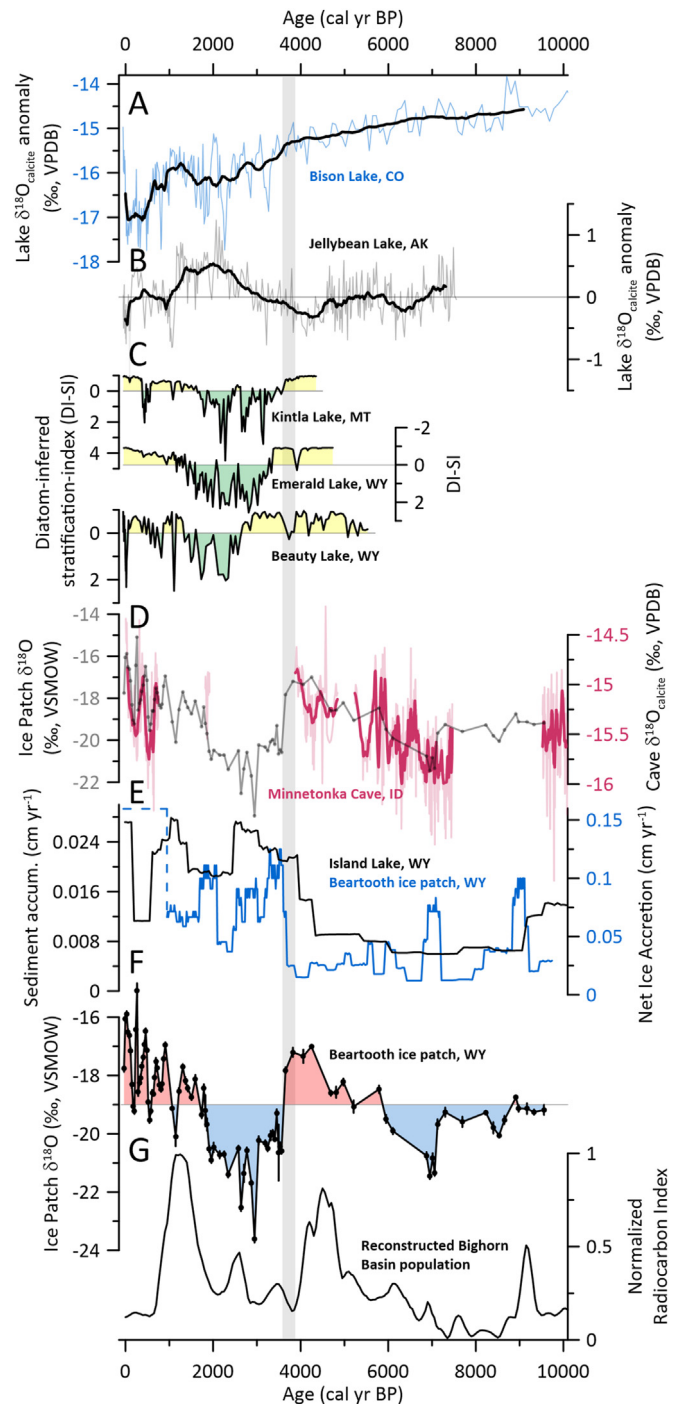 Age (cal yr BP)
0 2000 4000 6000 8000 10000
A
-14
-15
-16
-17
-18
Lake δ¹⁸Ocalcite anomaly
(‰, VPDB)
Bison Lake, CO
B
Jellybean Lake, AK
1
0
-1
Lake δ¹⁸Ocalcite anomaly
(‰, VPDB)
C
Diatom-inferred
stratification-index (DI-SI)
0
2
4
Kintla Lake, MT
-2
0
2
DI-SI
Emerald Lake, WY
0
2
Beauty Lake, WY
D
-14
-16
-18
-20
-22
Ice Patch δ¹⁸O
(‰, VSMOW)
-14.5
-15
-15.5
-16
Cave δ¹⁸Ocalcite (‰, VPDB)
Minnetonka Cave, ID
E
0.024
0.016
0.008
0
Sediment accum. (cm yr⁻¹)
Island Lake, WY
Beartooth ice patch, WY
0.15
0.1
0.05
0
Net Ice Accretion (cm yr⁻¹)
F
-16
-18
-20
-22
-24
Ice Patch δ¹⁸O (‰, VSMOW)
Beartooth ice patch, WY
G
Reconstructed Bighorn
Basin population
1
0.5
0
Normalized
Radiocarbon Index
0 2000 4000 6000 8000 10000
Age (cal yr BP)